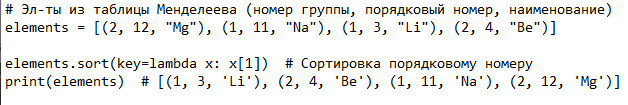 # Эл-ты из таблицы Менделеева (номер группы, порядковый номер, наименование)
elements = [(2, 12, "Mg"), (1, 11, "Na"), (1, 3, "Li"), (2, 4, "Be")]
elements.sort(key=lambda x: x[1])  # Сортировка порядковому номеру
print(elements)  # [(1, 3, 'Li'), (2, 4, 'Be'), (1, 11, 'Na'), (2, 12, 'Mg')]